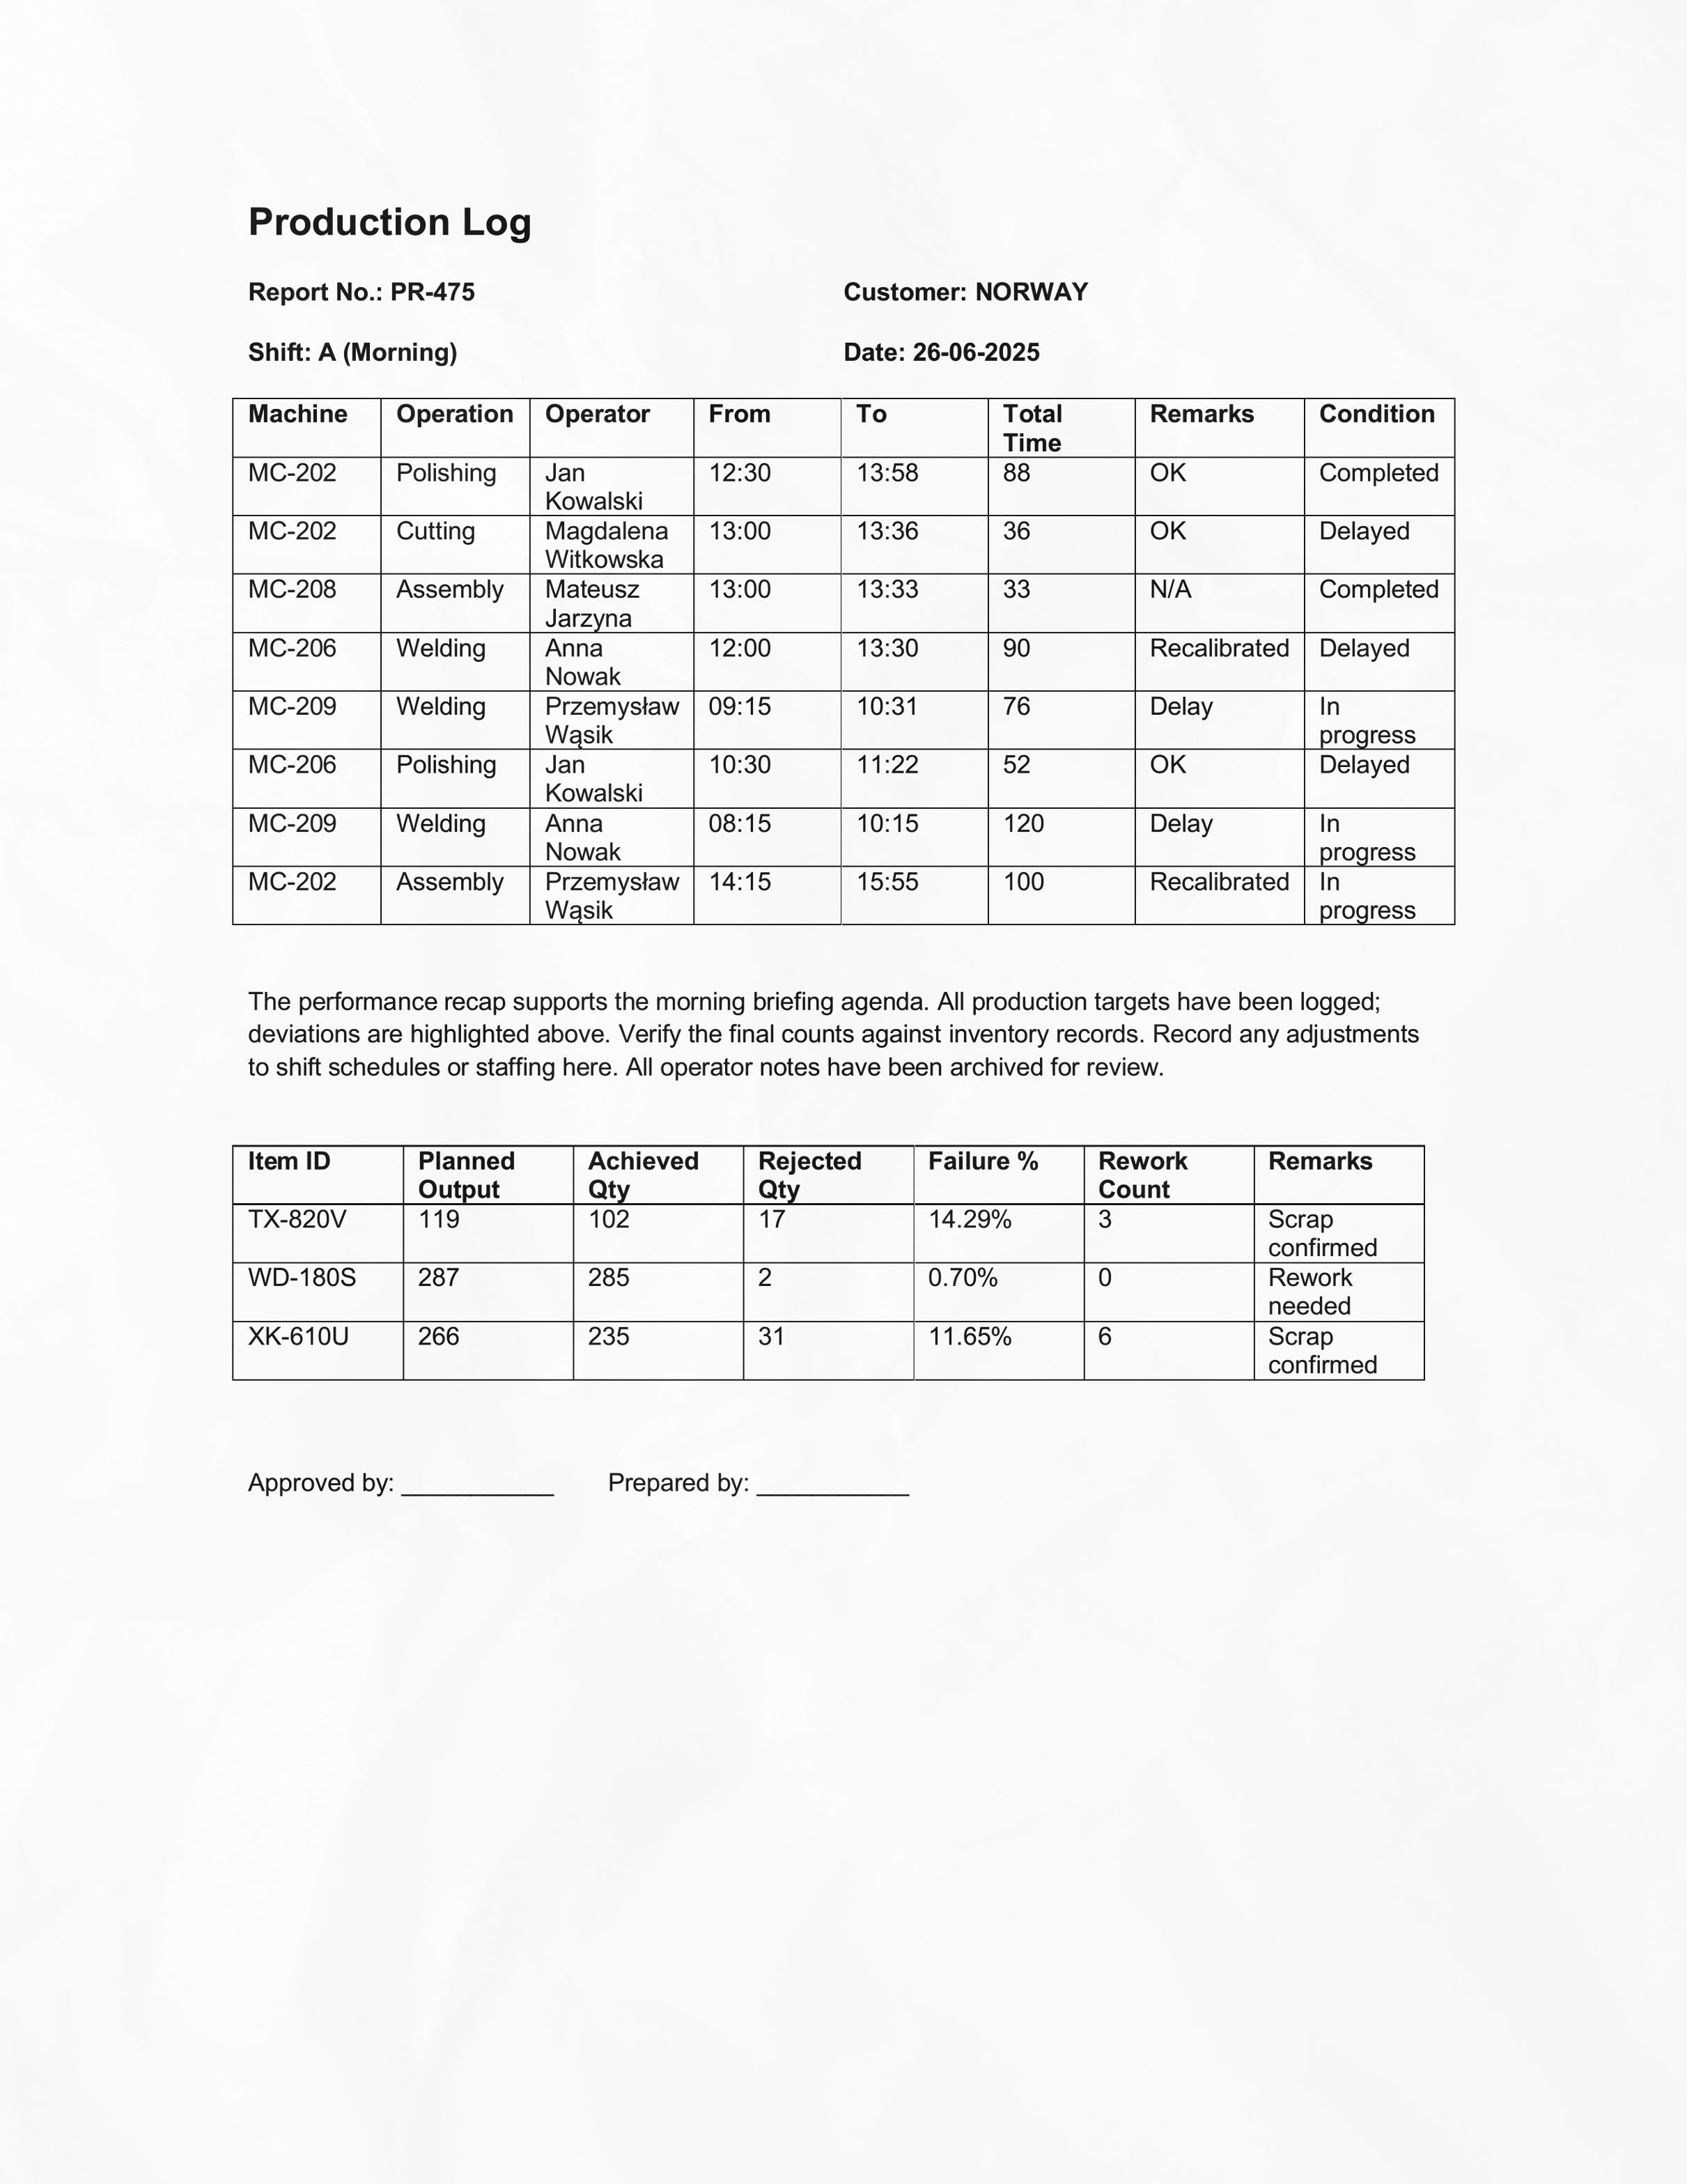 Production Log
Report No.: PR-475 Customer: NORWAY
Shift: A (Morning) Date: 26-06-2025
Machine Operation Operator From To Total Time Remarks Condition
MC-202 Polishing Jan Kowalski 12:30 13:58 88 OK Completed
MC-202 Cutting Magdalena Witkowska 13:00 13:36 36 OK Delayed
MC-208 Assembly Mateusz Jarzyna 13:00 13:33 33 N/A Completed
MC-206 Welding Anna Nowak 12:00 13:30 90 Recalibrated Delayed
MC-209 Welding Przemysław Wąsik 09:15 10:31 76 Delay In progress
MC-206 Polishing Jan Kowalski 10:30 11:22 52 OK Delayed
MC-209 Welding Anna Nowak 08:15 10:15 120 Delay In progress
MC-202 Assembly Przemysław Wąsik 14:15 15:55 100 Recalibrated In progress
The performance recap supports the morning briefing agenda. All production targets have been logged;
deviations are highlighted above. Verify the final counts against inventory records. Record any adjustments
to shift schedules or staffing here. All operator notes have been archived for review.
Item ID Planned Output Achieved Qty Rejected Qty Failure % Rework Count Remarks
TX-820V 119 102 17 14.29% 3 Scrap confirmed
WD-180S 287 285 2 0.70% 0 Rework needed
XK-610U 266 235 31 11.65% 6 Scrap confirmed
Approved by: ___________ Prepared by: ___________